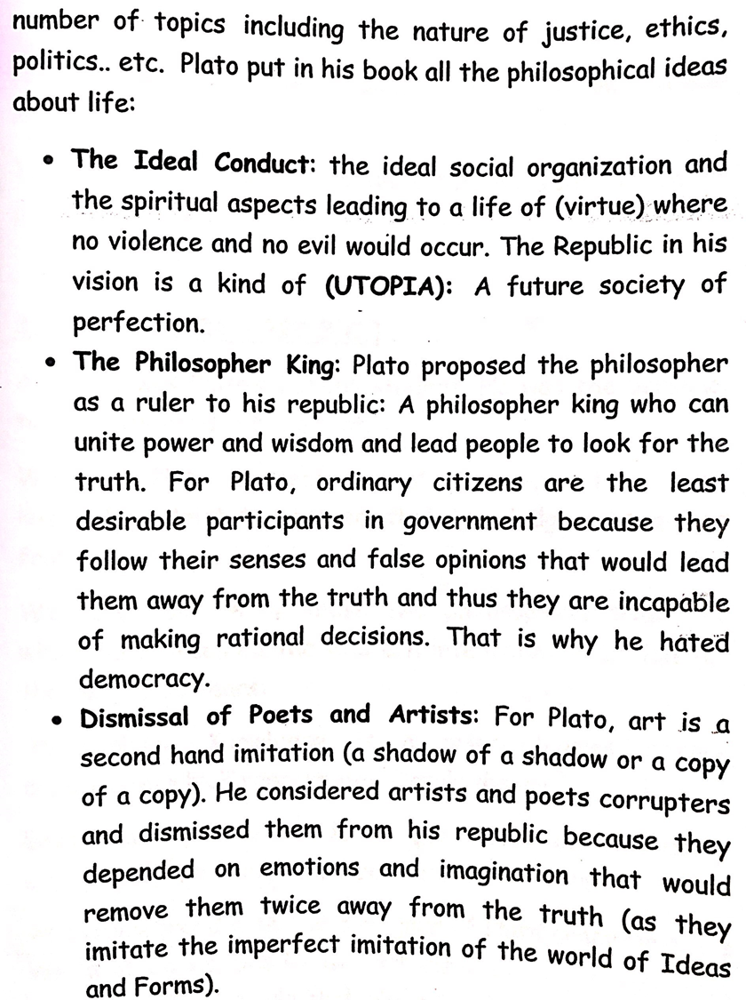 number of topics including the nature of justice, ethics,
politics.. etc. Plato put in his book all the philosophical ideas
about life:
• The Ideal Conduct: the ideal social organization and
the spiritual aspects leading to a life of (virtue) where
no violence and no evil would occur. The Republic in his
vision is a kind of (UTOPIA): A future society of
perfection.
• The Philosopher King: Plato proposed the philosopher
as a ruler to his republic: A philosopher king who can
unite power and wisdom and lead people to look for the
truth. For Plato, ordinary citizens are the least
desirable participants in government because they
follow their senses and false opinions that would lead
them away from the truth and thus they are incapable
of making rational decisions. That is why he hated
democracy.
• Dismissal of Poets and Artists: For Plato, art is a
second hand imitation (a shadow of a shadow or a copy
of a copy). He considered artists and poets corrupters
and dismissed them from his republic because they
depended on emotions and imagination that would
remove them twice away from the truth (as they
imitate the imperfect imitation of the world of Ideas
and Forms).